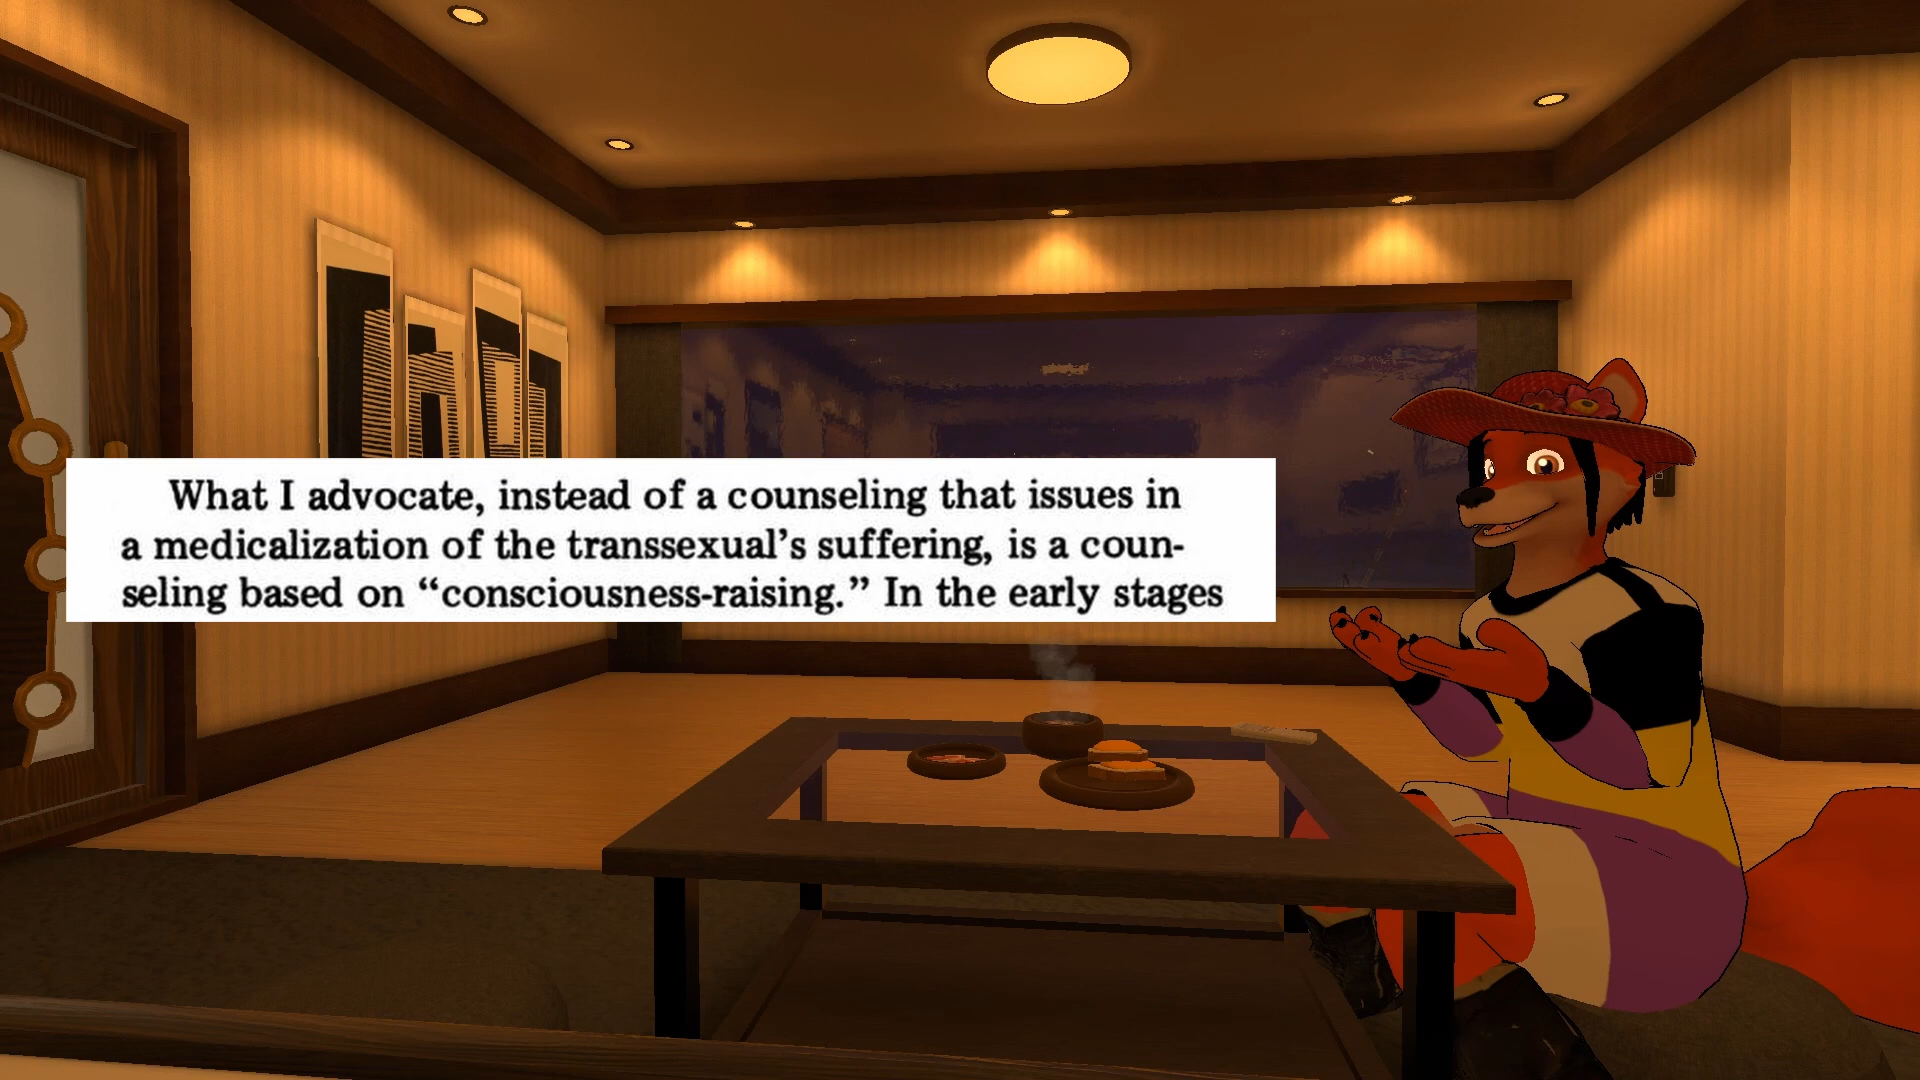 What I advocate, instead of a counseling that issues in
a medicalization of the transsexual's suffering, is a coun-
seling based on “consciousness-raising.” In the early stages